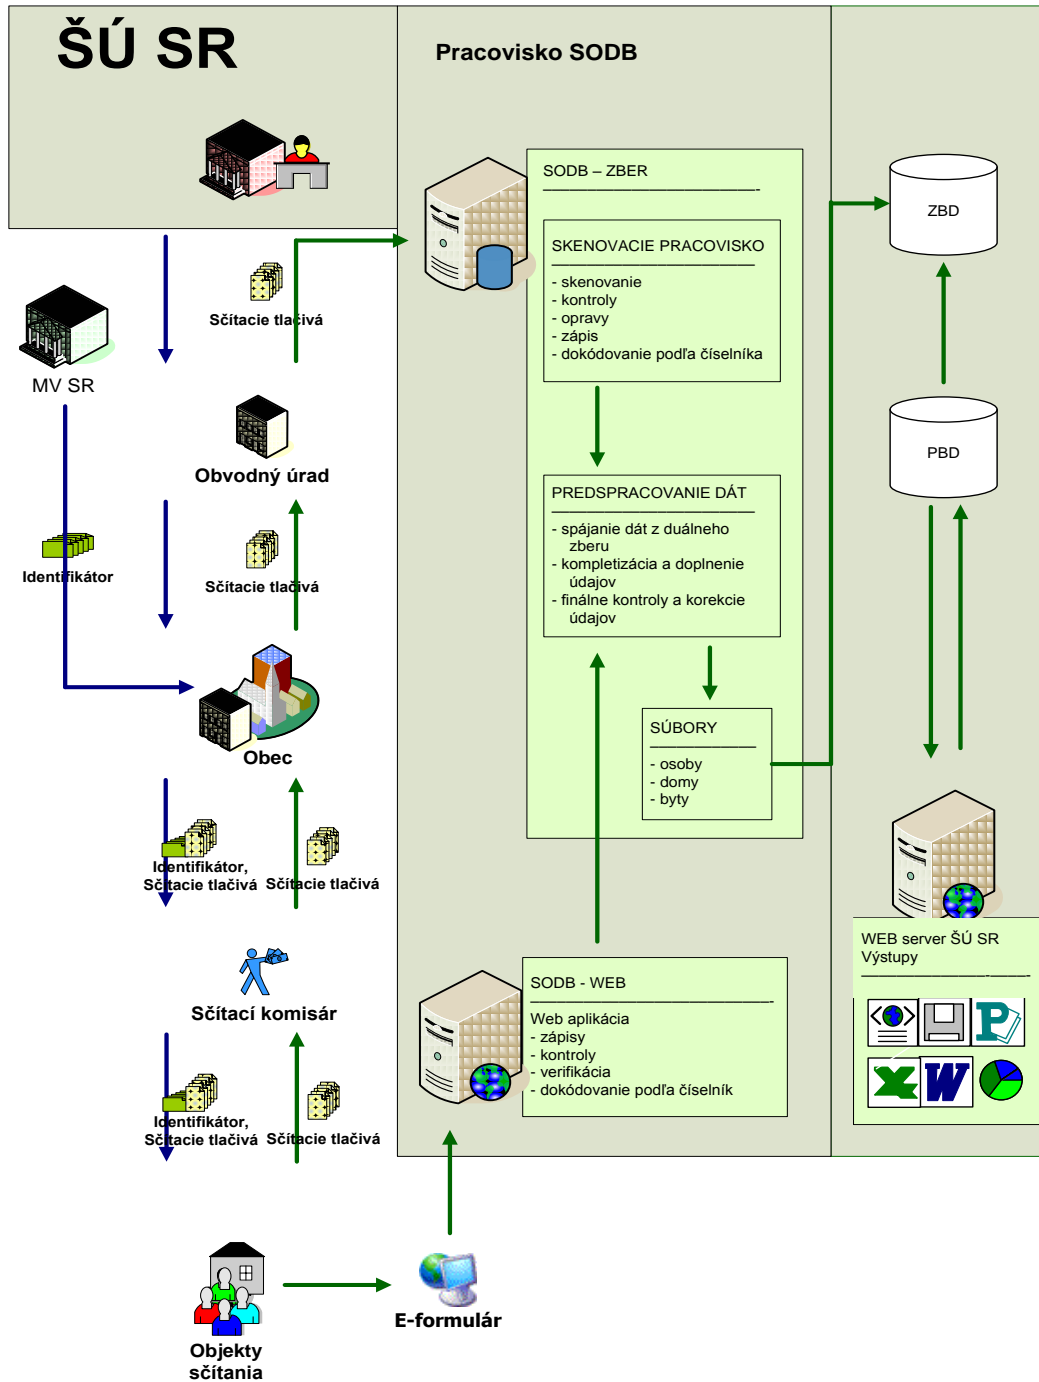 ŠÚ SR
Pracovisko SODB
SODB – ZBER
SKENOVACIE PRACOVISKO
- skenovanie
- kontroly
- opravy
- zápis
- dokódovanie podľa číselníka
ZBD
Sčítacie tlačivá
MV SR
Obvodný úrad
PBD
PREDSPRACOVANIE DÁT
- spájanie dát z duálneho
zberu
- kompletizácia a doplnenie
údajov
- finálne kontroly a korekcie
údajov
Identifikátor
Sčítacie tlačivá
Obec
SÚBORY
- osoby
- domy
- byty
Identifikátor,
Sčítacie tlačivá
Sčítacie tlačivá
WEB server ŠÚ SR
Výstupy
Sčítací komisár
SODB - WEB
Web aplikácia
- zápisy
- kontroly
- verifikácia
- dokódovanie podľa číselník
P
X
W
Identifikátor,
Sčítacie tlačivá
Sčítacie tlačivá
E-formulár
Objekty
sčítania